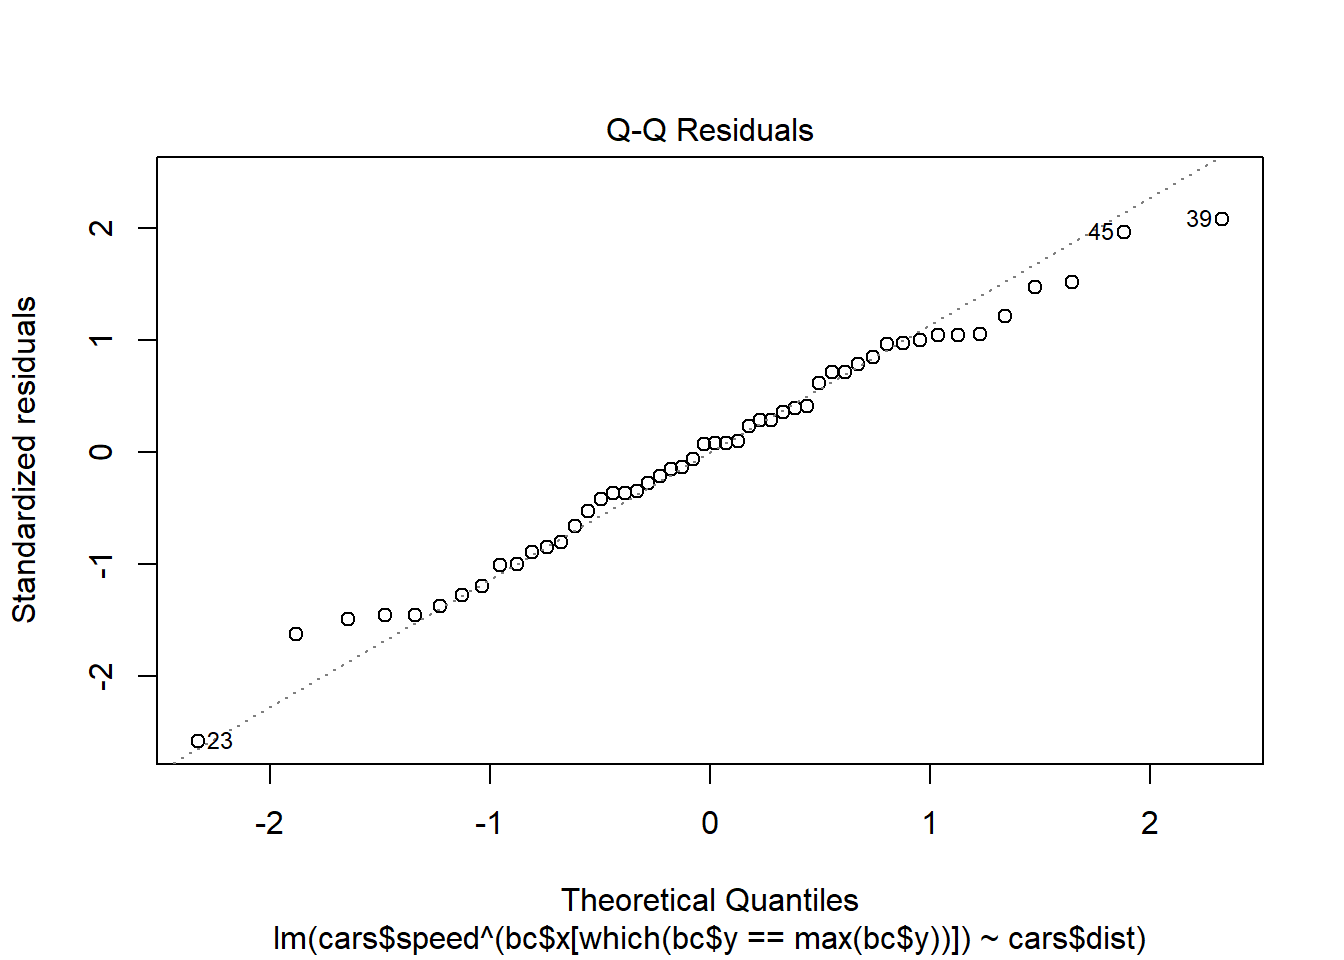 Q-Q Residuals
Standardized residuals
2
1
0
-1
-2
45
39
23
-2 -1 0 1 2
Theoretical Quantiles
lm(cars$speed^(bc$x[which(bc$y == max(bc$y))]) ~ cars$dist)